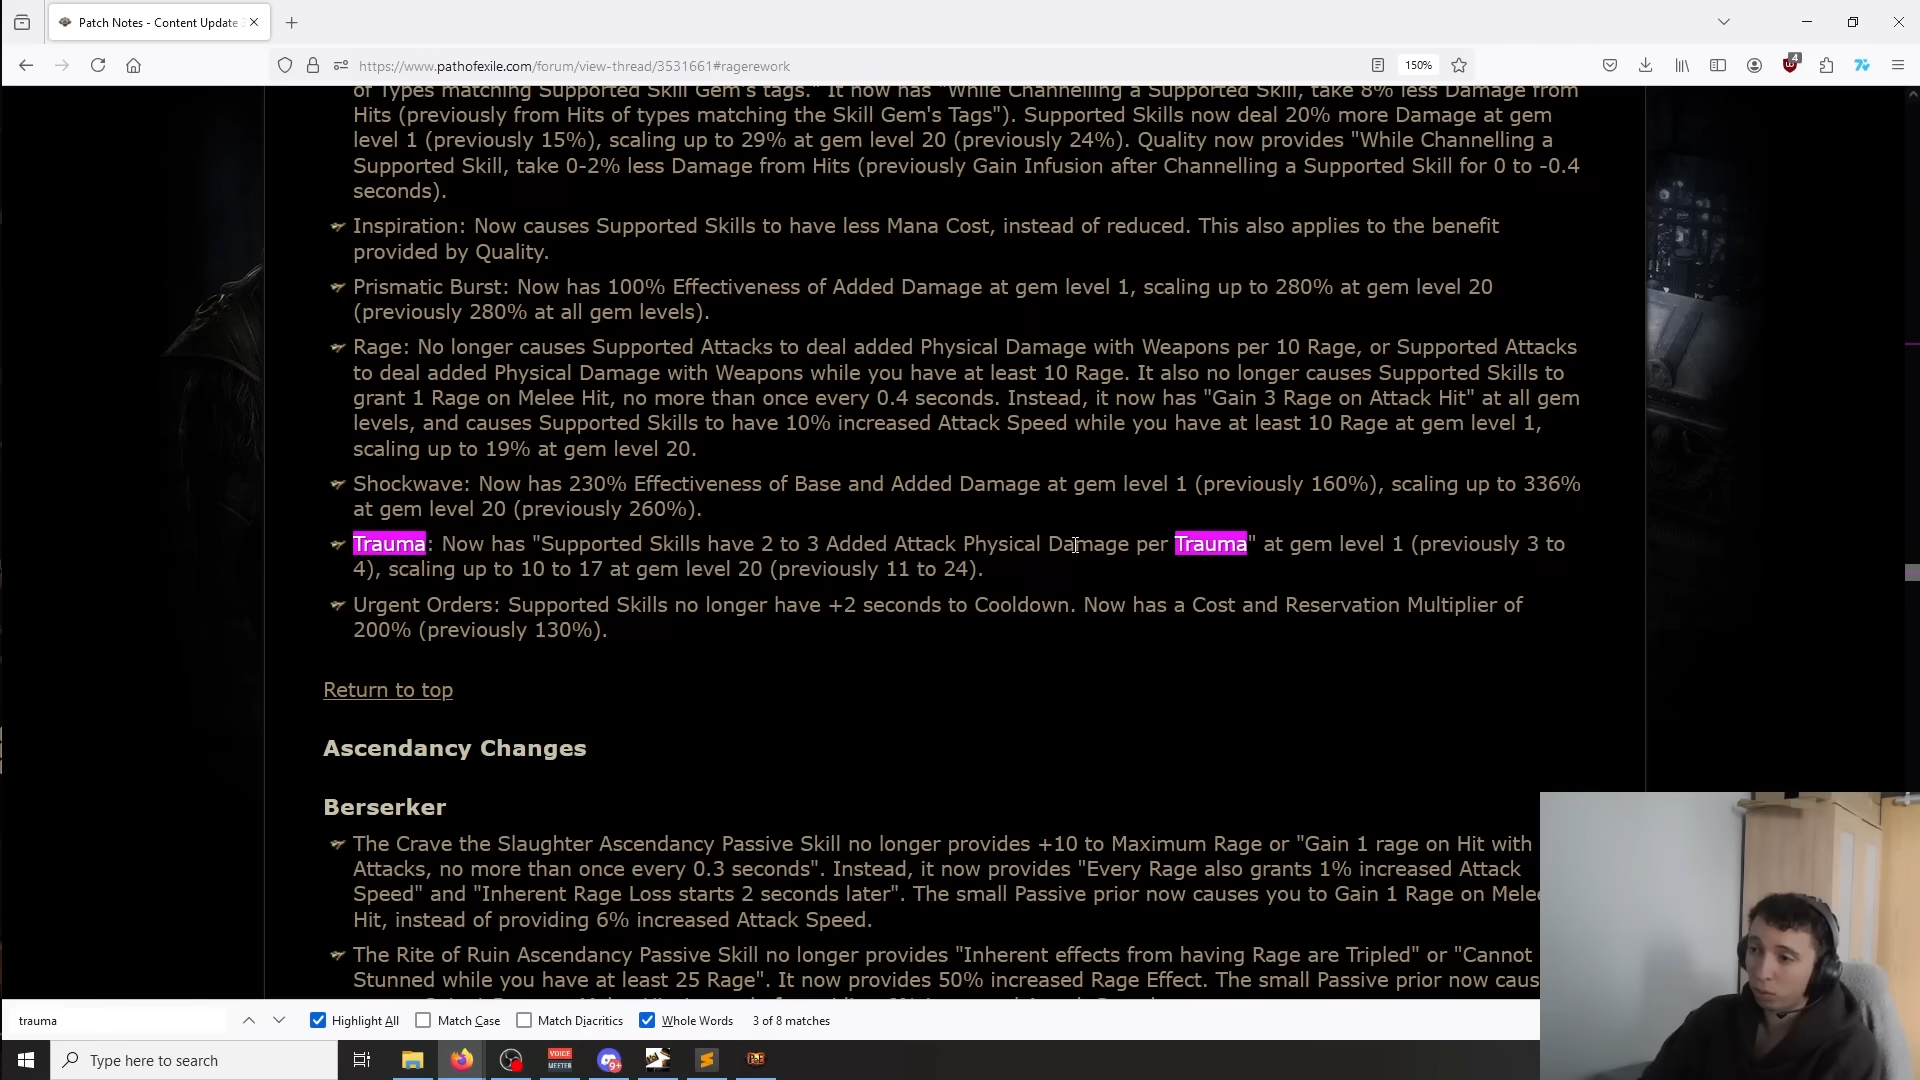 Patch Notes - Content Update 3
https://www.pathofexile.com/forum/view-thread/3531661#ragerework
150%
4
of Types matching Supported Skill Gem's tags." It now has "While Channelling a Supported Skill, take 8% less Damage from
Hits (previously from Hits of types matching the Skill Gem's Tags"). Supported Skills now deal 20% more Damage at gem
level 1 (previously 15%), scaling up to 29% at gem level 20 (previously 24%). Quality now provides "While Channelling a
Supported Skill, take 0-2% less Damage from Hits (previously Gain Infusion after Channelling a Supported Skill for 0 to -0.4
seconds).
Inspiration: Now causes Supported Skills to have less Mana Cost, instead of reduced. This also applies to the benefit
provided by Quality.
Prismatic Burst: Now has 100% Effectiveness of Added Damage at gem level 1, scaling up to 280% at gem level 20
(previously 280% at all gem levels).
Rage: No longer causes Supported Attacks to deal added Physical Damage with Weapons per 10 Rage, or Supported Attacks
to deal added Physical Damage with Weapons while you have at least 10 Rage. It also no longer causes Supported Skills to
grant 1 Rage on Melee Hit, no more than once every 0.4 seconds. Instead, it now has "Gain 3 Rage on Attack Hit" at all gem
levels, and causes Supported Skills to have 10% increased Attack Speed while you have at least 10 Rage at gem level 1,
scaling up to 19% at gem level 20.
Shockwave: Now has 230% Effectiveness of Base and Added Damage at gem level 1 (previously 160%), scaling up to 336%
at gem level 20 (previously 260%).
Trauma: Now has "Supported Skills have 2 to 3 Added Attack Physical Damage per Trauma" at gem level 1 (previously 3 to
4), scaling up to 10 to 17 at gem level 20 (previously 11 to 24).
Urgent Orders: Supported Skills no longer have +2 seconds to Cooldown. Now has a Cost and Reservation Multiplier of
200% (previously 130%).
Return to top
Ascendancy Changes
Berserker
The Crave the Slaughter Ascendancy Passive Skill no longer provides +10 to Maximum Rage or "Gain 1 rage on Hit with
Attacks, no more than once every 0.3 seconds". Instead, it now provides "Every Rage also grants 1% increased Attack
Speed" and "Inherent Rage Loss starts 2 seconds later". The small Passive prior now causes you to Gain 1 Rage on Melee
Hit, instead of providing 6% increased Attack Speed.
The Rite of Ruin Ascendancy Passive Skill no longer provides "Inherent effects from having Rage are Tripled" or "Cannot
Stunned while you have at least 25 Rage". It now provides 50% increased Rage Effect. The small Passive prior now caus
trauma
Highlight All
Match Case
Match Diacritics
Whole Words
3 of 8 matches
Type here to search
VOICE
MEETER
9+